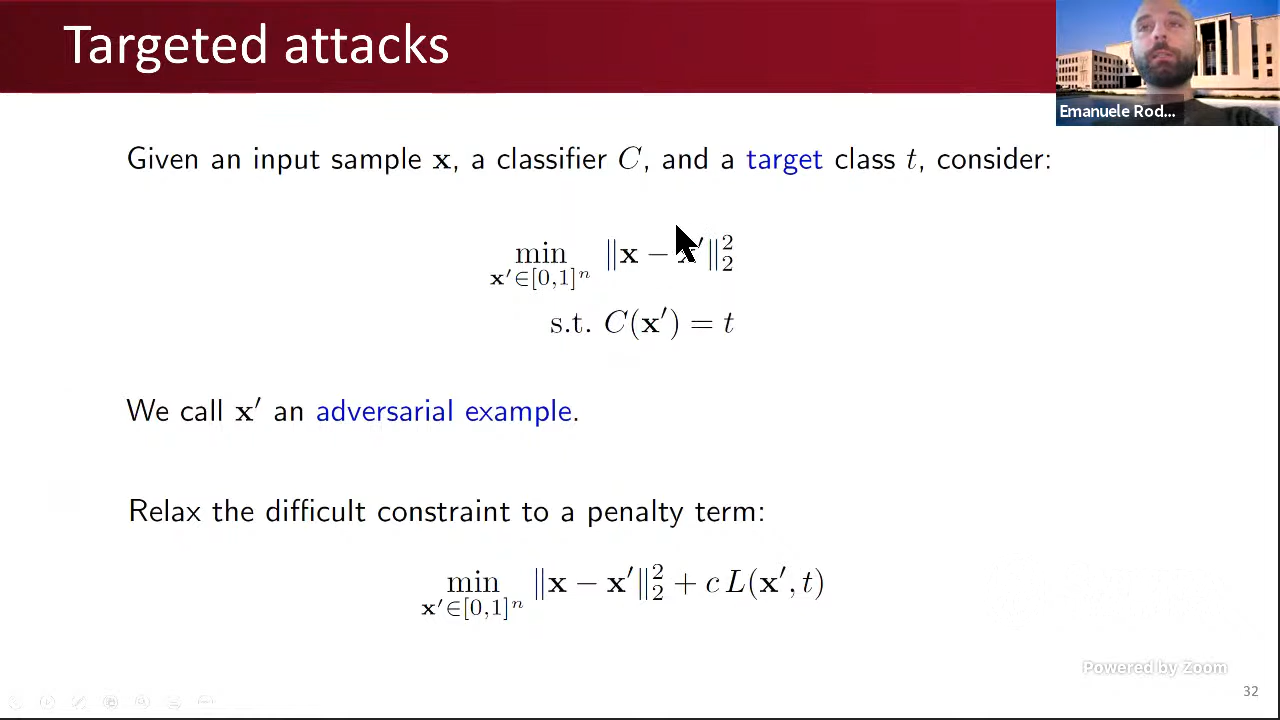 Targeted attacks
Emanuele Rod...
Given an input sample x, a classifier C, and a target class t, consider:
min ‖x − x′‖₂²
x′∈[0,1]ⁿ
s.t. C(x′) = t
We call x′ an adversarial example.
Relax the difficult constraint to a penalty term:
min ‖x − x′‖₂² + c L(x′, t)
x′∈[0,1]ⁿ
Powered by Zoom
32